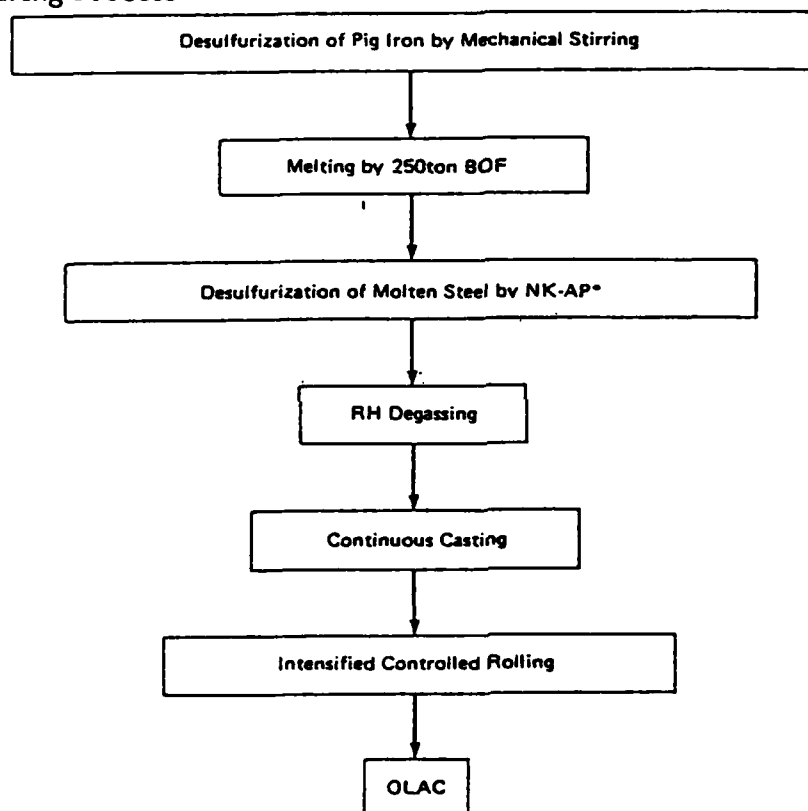 Desulfurization of Pig Iron by Mechanical Stirring
Melting by 250ton BOF
Desulfurization of Molten Steel by NK-AP*
RH Degassing
Continuous Casting
Intensified Controlled Rolling
OLAC